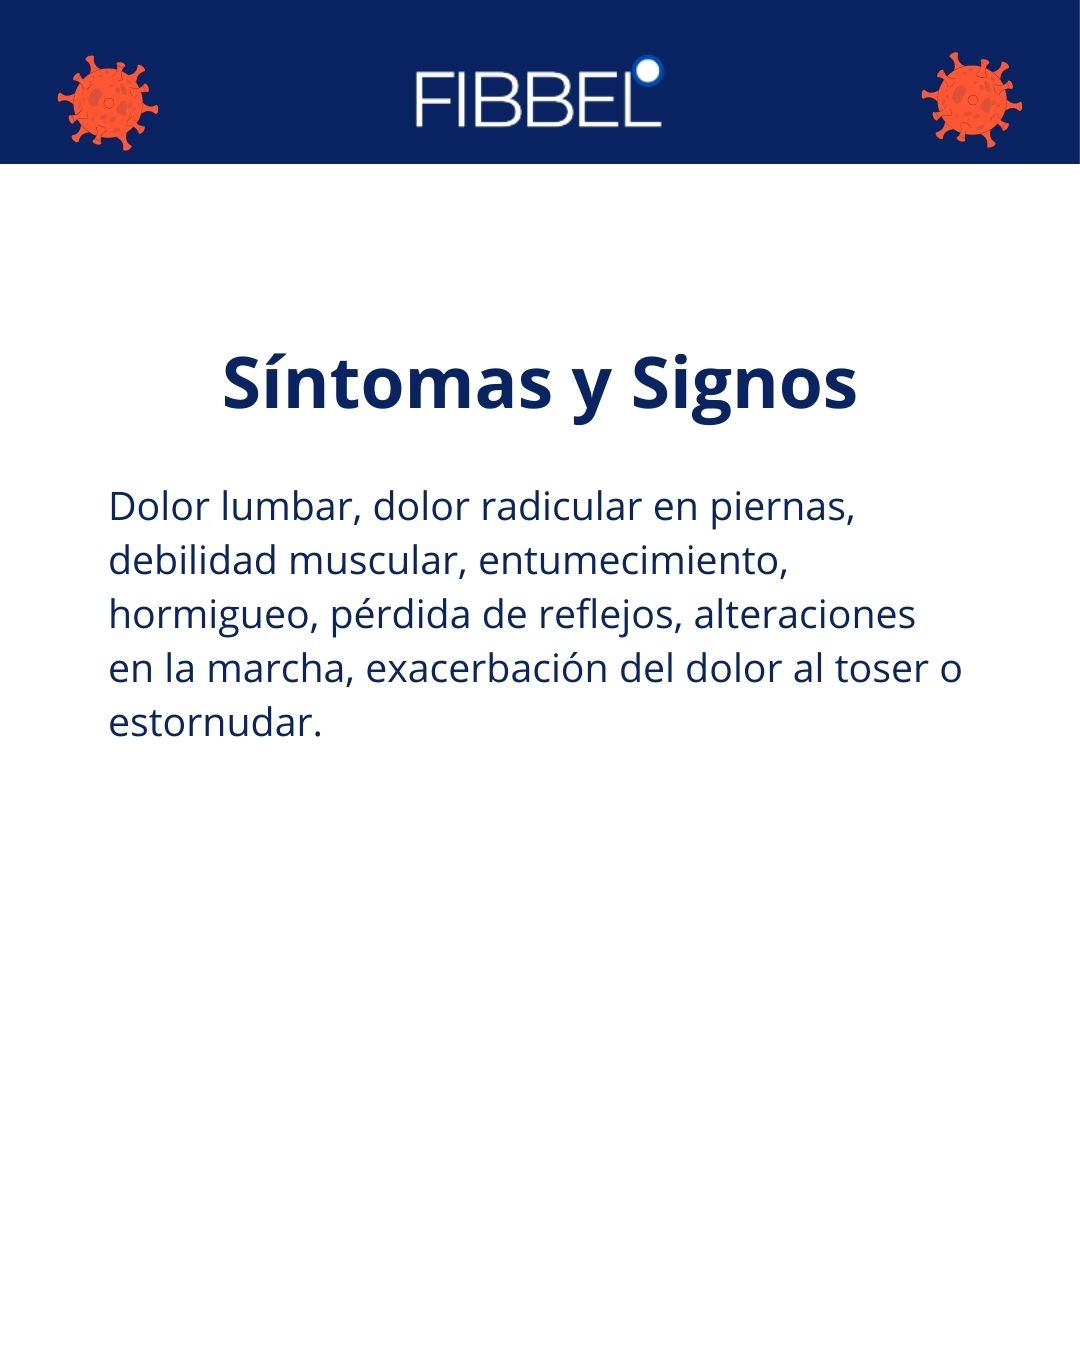 FIBBEL
Síntomas y Signos
Dolor lumbar, dolor radicular en piernas,
debilidad muscular, entumecimiento,
hormigueo, pérdida de reflejos, alteraciones
en la marcha, exacerbación del dolor al toser o
estornudar.